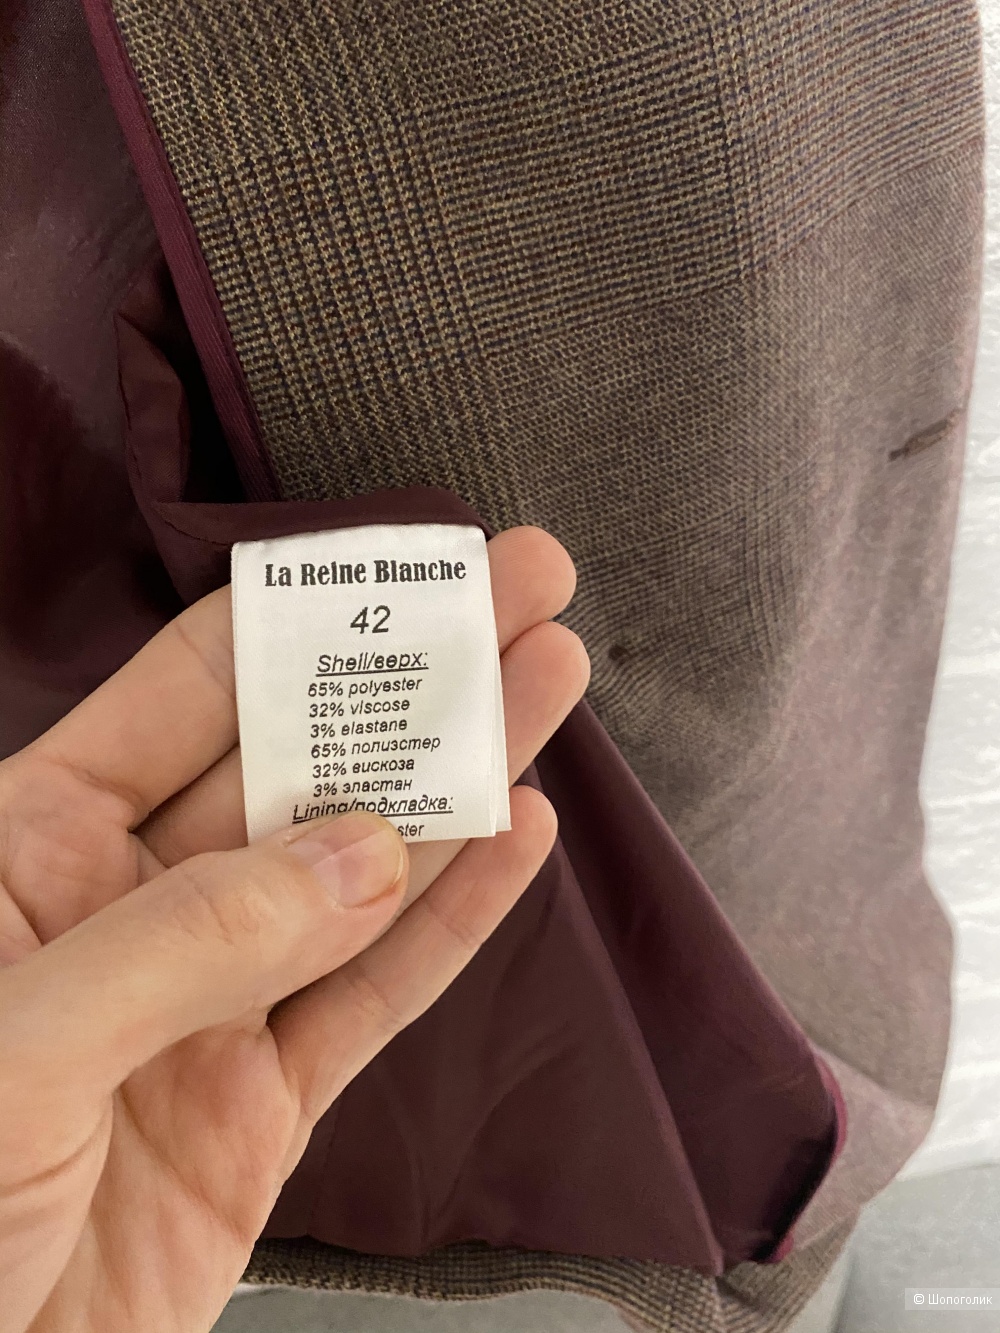 La Reine Blanche
42
Shell/верх:
65% polyester
32% viscose
3% elastane
65% полиэстер
32% вискоза
3% эластан
Lining/подкладка:
© Шопоголик